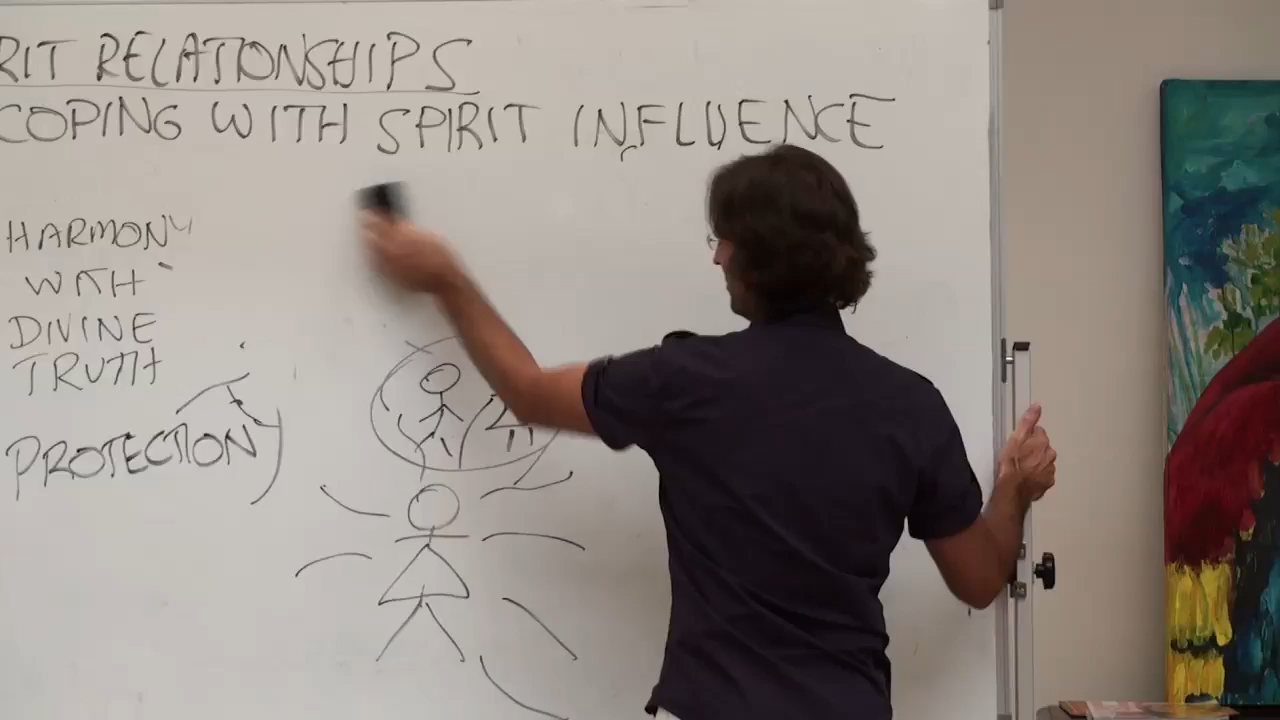 RIT RELATIONSHIPS
COPING WITH SPIRIT INFLUENCE
HARMONY
WITH
DIVINE
TRUTH
PROTECTION